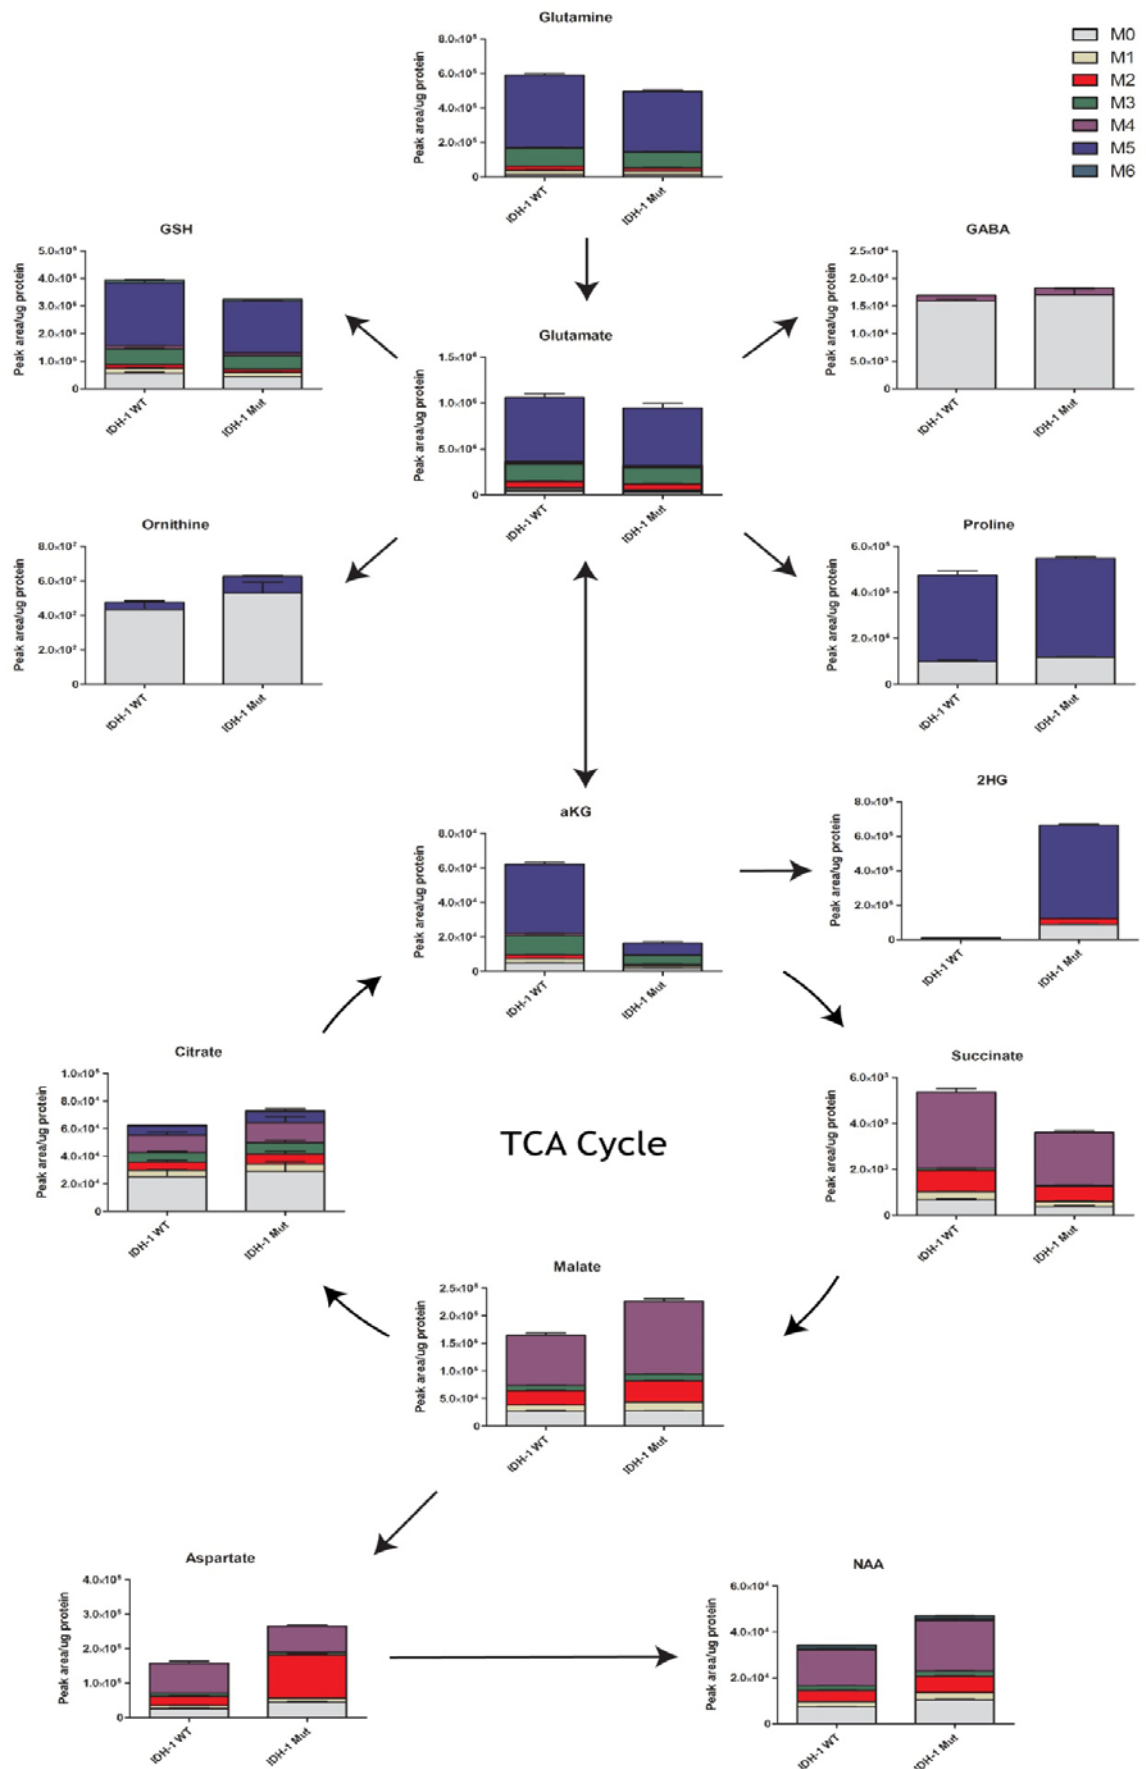 Glutamine
8.0×10⁵
6.0×10⁵
4.0×10⁵
2.0×10⁵
0
Peak area/ug protein
IDH-1 WT
IDH-1 Mut
M0
M1
M2
M3
M4
M5
M6
GSH
5.0×10⁵
4.0×10⁵
3.0×10⁵
2.0×10⁵
1.0×10⁵
0
Peak area/ug protein
IDH-1 WT
IDH-1 Mut
Glutamate
1.5×10⁶
1.0×10⁶
5.0×10⁵
0
Peak area/ug protein
IDH-1 WT
IDH-1 Mut
GABA
2.5×10⁴
2.0×10⁴
1.5×10⁴
1.0×10⁴
5.0×10³
0
Peak area/ug protein
IDH-1 WT
IDH-1 Mut
Ornithine
8.0×10²
6.0×10²
4.0×10²
2.0×10²
0
Peak area/ug protein
IDH-1 WT
IDH-1 Mut
Proline
6.0×10⁵
4.0×10⁵
2.0×10⁵
0
Peak area/ug protein
IDH-1 WT
IDH-1 Mut
aKG
8.0×10⁴
6.0×10⁴
4.0×10⁴
2.0×10⁴
0
Peak area/ug protein
IDH-1 WT
IDH-1 Mut
2HG
8.0×10⁵
6.0×10⁵
4.0×10⁵
2.0×10⁵
0
Peak area/ug protein
IDH-1 WT
IDH-1 Mut
Citrate
1.0×10⁵
8.0×10⁴
6.0×10⁴
4.0×10⁴
2.0×10⁴
0
Peak area/ug protein
IDH-1 WT
IDH-1 Mut
TCA Cycle
Succinate
6.0×10³
4.0×10³
2.0×10³
0
Peak area/ug protein
IDH-1 WT
IDH-1 Mut
Malate
2.5×10⁵
2.0×10⁵
1.5×10⁵
1.0×10⁵
5.0×10⁴
0
Peak area/ug protein
IDH-1 WT
IDH-1 Mut
Aspartate
4.0×10⁵
3.0×10⁵
2.0×10⁵
1.0×10⁵
0
Peak area/ug protein
IDH-1 WT
IDH-1 Mut
NAA
6.0×10⁴
4.0×10⁴
2.0×10⁴
0
Peak area/ug protein
IDH-1 WT
IDH-1 Mut